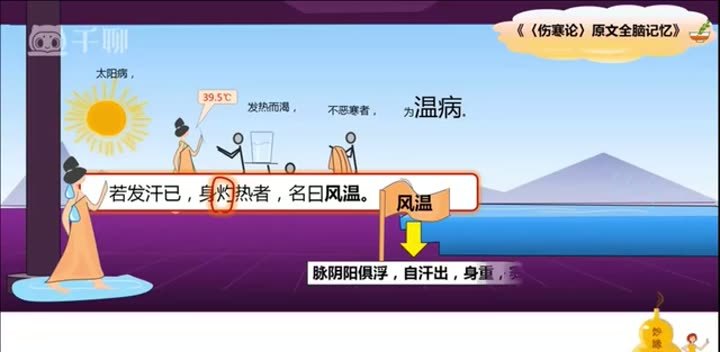 千聊
《〈伤寒论〉原文全脑记忆》
太阳病，
39.5℃
发热而渴，
不恶寒者，
为温病。
若发汗已，身灼热者，名曰风温。
风温
脉阴阳俱浮，自汗出，身重，